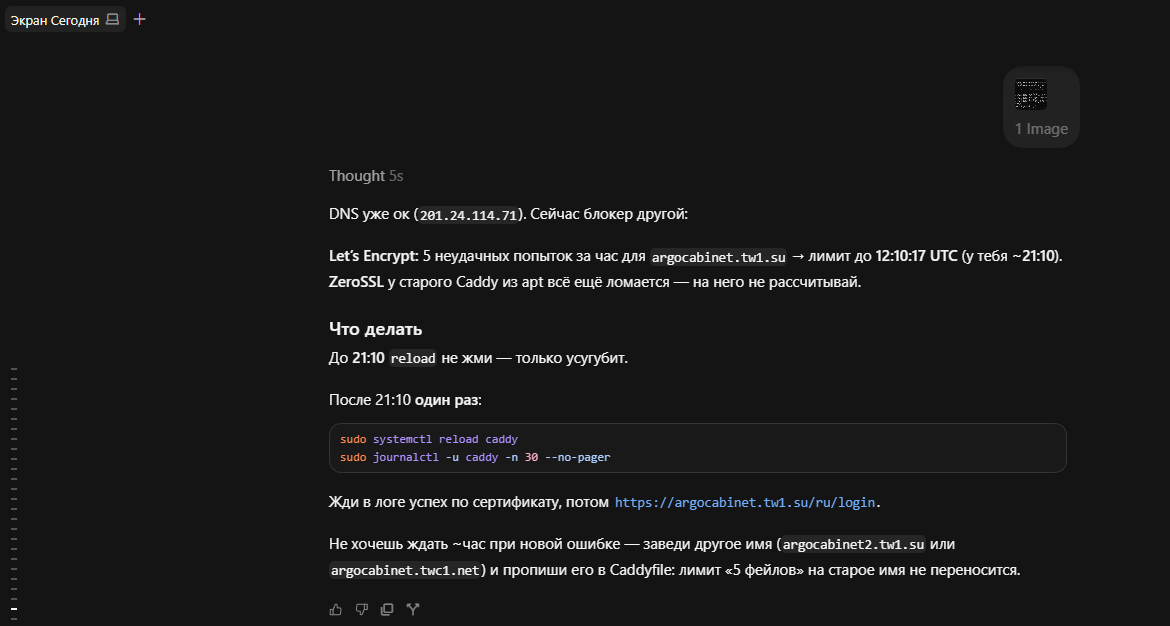 Экран Сегодня
1 Image
Thought 5s
DNS уже ок (201.24.114.71). Сейчас блокер другой:
Let’s Encrypt: 5 неудачных попыток за час для argocabinet.tw1.su → лимит до 12:10:17 UTC (у тебя ~21:10).
ZeroSSL у старого Caddy из apt всё ещё ломается — на него не рассчитывай.
Что делать
До 21:10 reload не жми — только усугубит.
После 21:10 один раз:
sudo systemctl reload caddy
sudo journalctl -u caddy -n 30 --no-pager
Жди в логе успех по сертификату, потом https://argocabinet.tw1.su/ru/login.
Не хочешь ждать ~час при новой ошибке — заведи другое имя (argocabinet2.tw1.su или
argocabinet.twc1.net) и пропиши его в Caddyfile: лимит «5 фейлов» на старое имя не переносится.